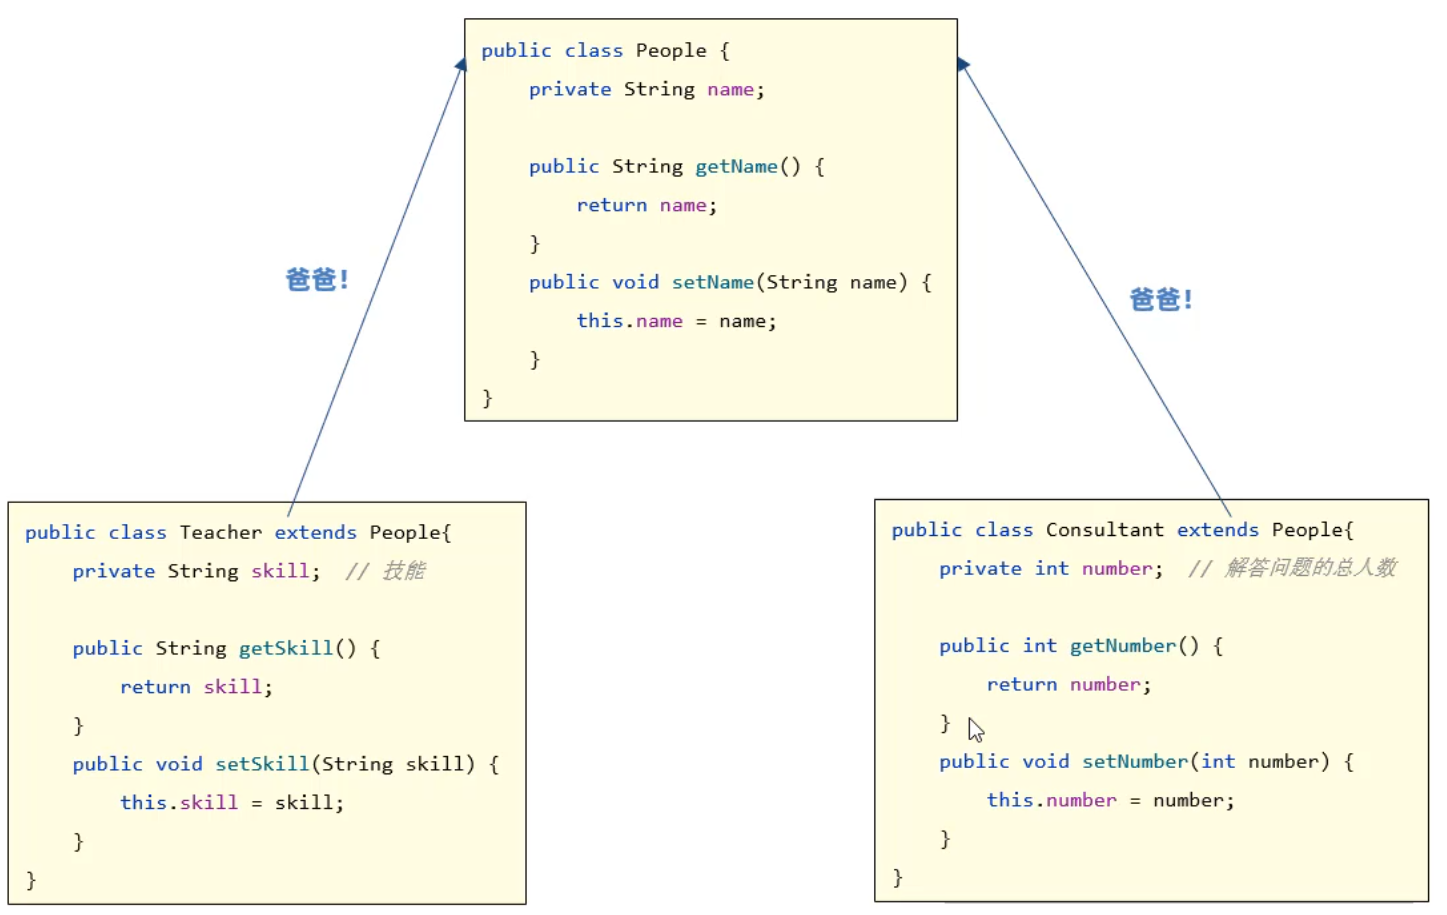 public class People {
    private String name;

    public String getName() {
        return name;
    }
    public void setName(String name) {
        this.name = name;
    }
}
爸爸!
爸爸!
public class Teacher extends People{
    private String skill;  // 技能

    public String getSkill() {
        return skill;
    }
    public void setSkill(String skill) {
        this.skill = skill;
    }
}
public class Consultant extends People{
    private int number;  // 解答问题的总人数

    public int getNumber() {
        return number;
    }
    public void setNumber(int number) {
        this.number = number;
    }
}